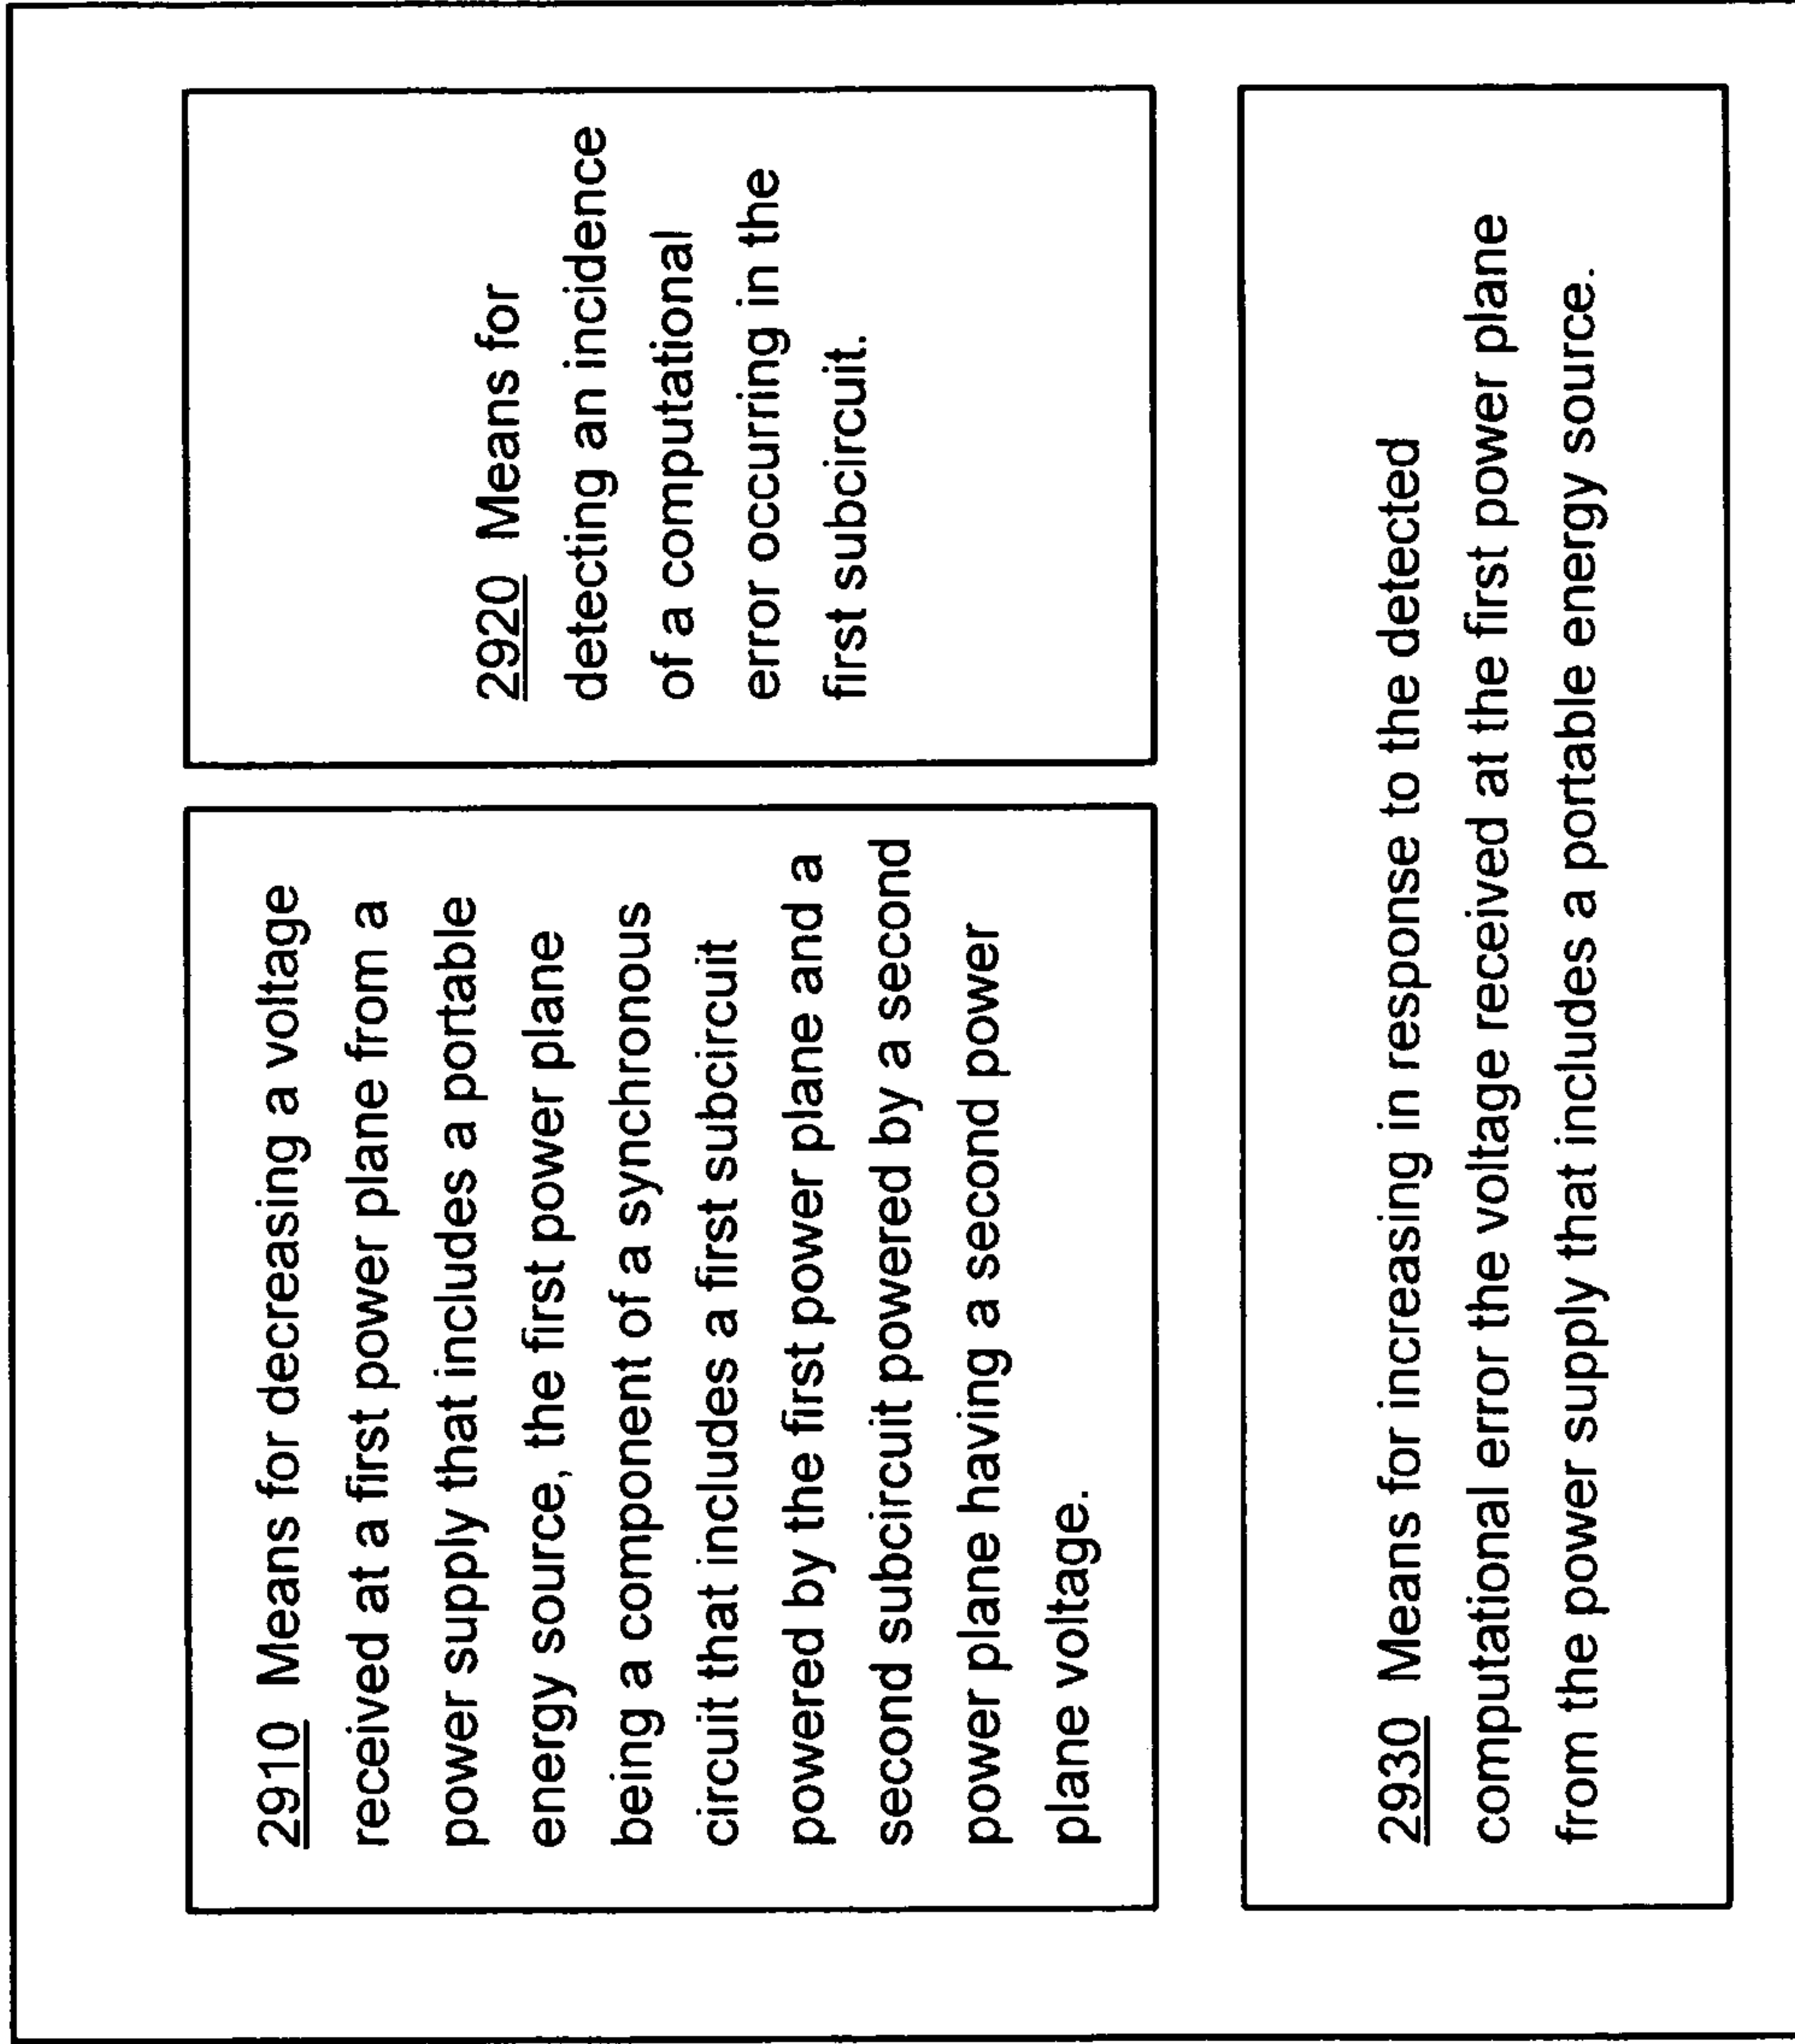 2910 Means for decreasing a voltage
received at a first power plane from a
power supply that includes a portable
energy source, the first power plane
being a component of a synchronous
circuit that includes a first subcircuit
powered by the first power plane and a
second subcircuit powered by a second
power plane having a second power
plane voltage.
2920 Means for
detecting an incidence
of a computational
error occurring in the
first subcircuit.
2930 Means for increasing in response to the detected
computational error the voltage received at the first power plane
from the power supply that includes a portable energy source.